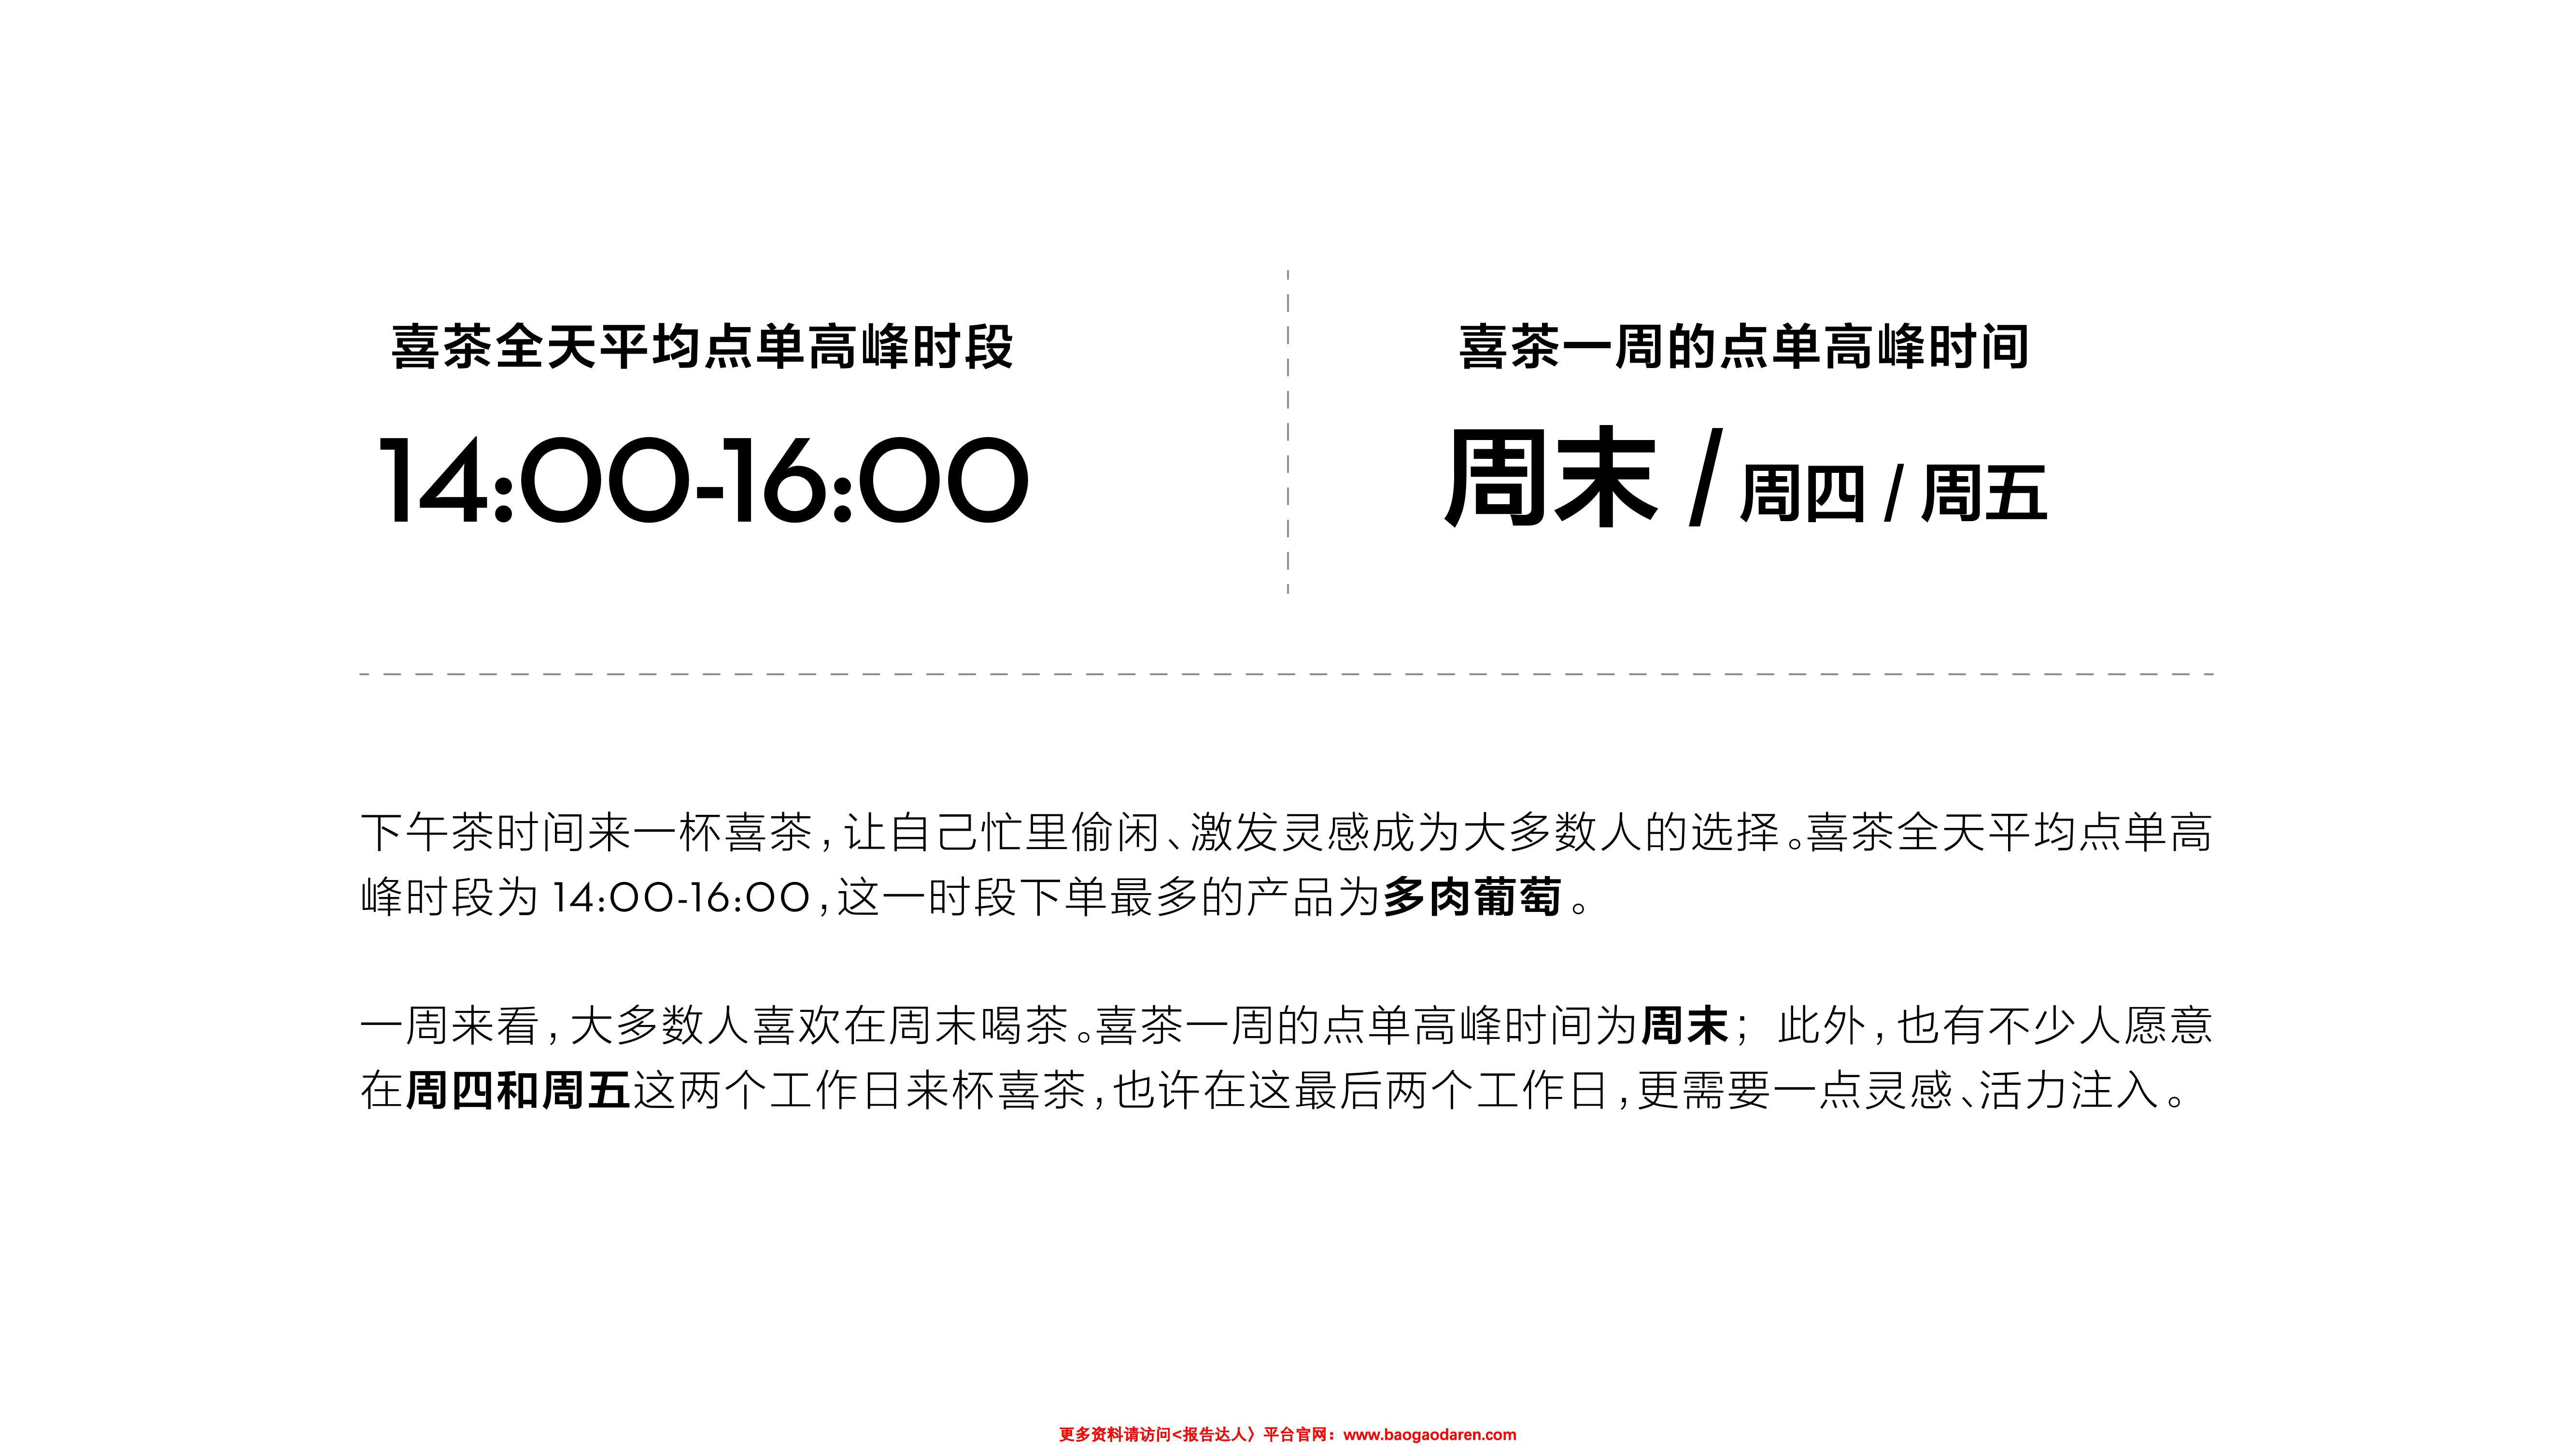 喜茶全天平均点单高峰时段
14:00-16:00
喜茶一周的点单高峰时间
周末 / 周四 / 周五
下午茶时间来一杯喜茶,让自己忙里偷闲、激发灵感成为大多数人的选择。喜茶全天平均点单高
峰时段为 14:00-16:00,这一时段下单最多的产品为多肉葡萄。
一周来看,大多数人喜欢在周末喝茶。喜茶一周的点单高峰时间为周末; 此外,也有不少人愿意
在周四和周五这两个工作日来杯喜茶,也许在这最后两个工作日,更需要一点灵感、活力注入。
更多资料请访问<报告达人〉平台官网：www.baogaodaren.com